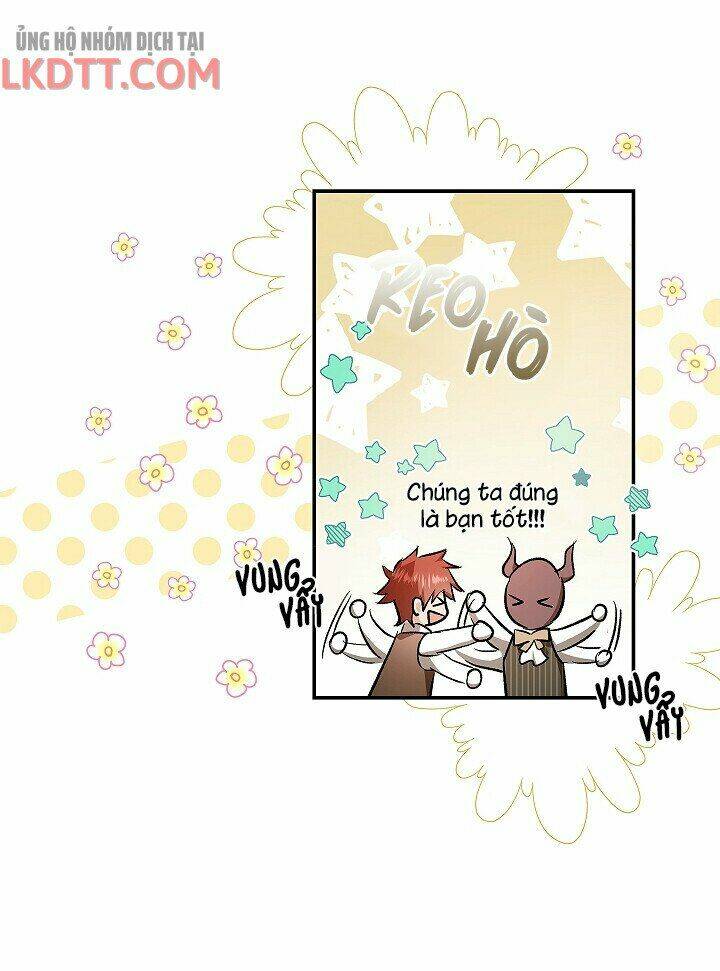 ỦNG HỘ NHÓM DỊCH TẠI
LKDTT.COM
REO
HÒ
Chúng ta đúng
là bạn tốt!!!
VUNG
VẨY
VUNG
VẨY